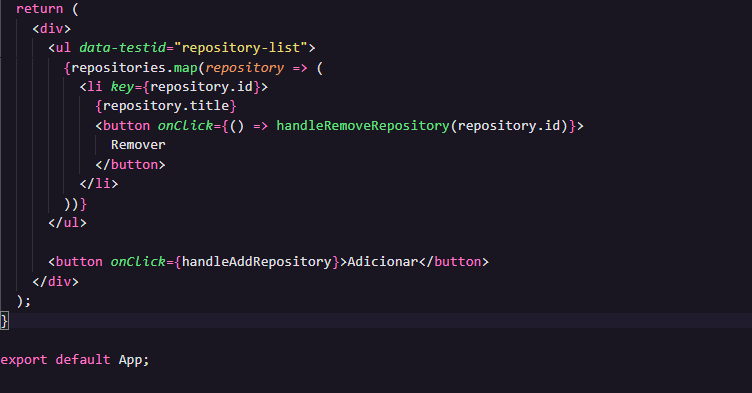 return (
<div>
<ul data-testid="repository-list">
{repositories.map(repository => (
<li key={repository.id}>
{repository.title}
<button onClick={() => handleRemoveRepository(repository.id)}>
Remover
</button>
</li>
))}
</ul>
<button onClick={handleAddRepository}>Adicionar</button>
</div>
);
}
export default App;